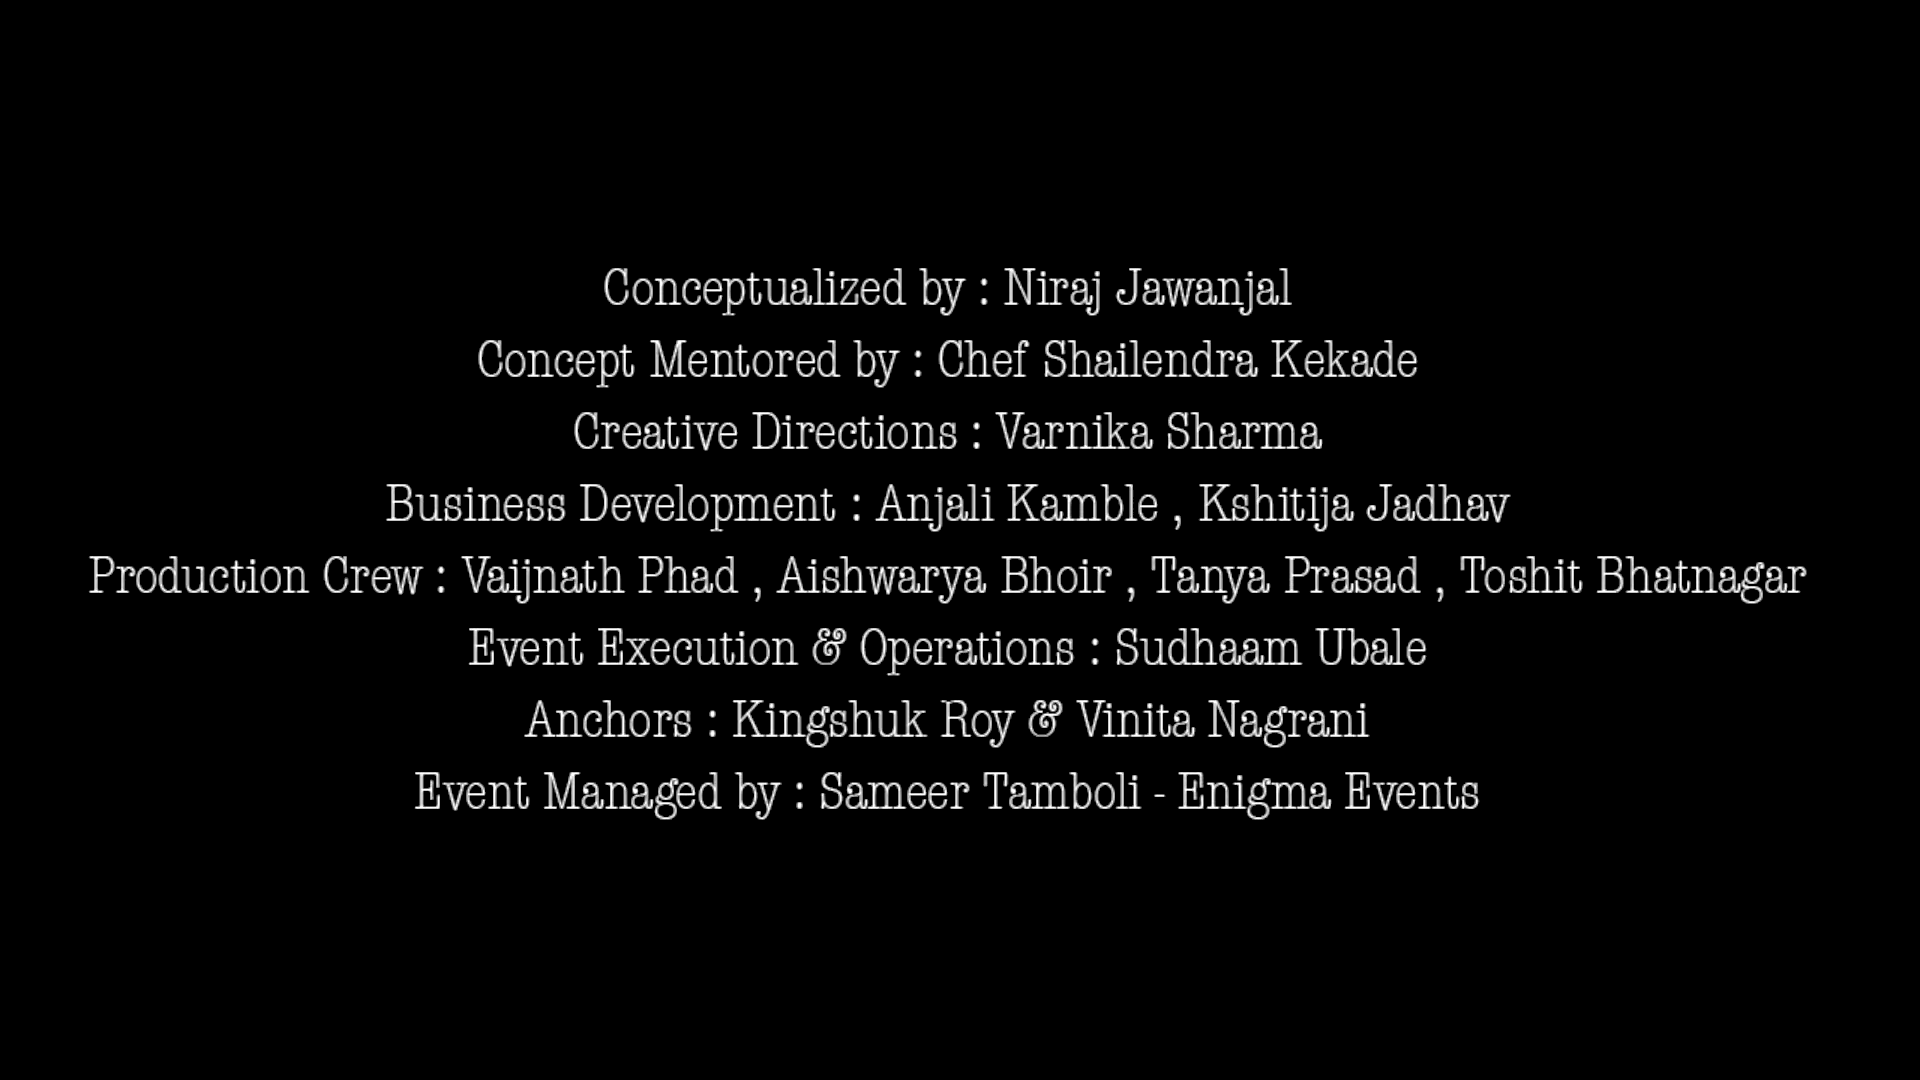 Conceptualized by : Niraj Jawanjal
Concept Mentored by : Chef Shailendra Kekade
Creative Directions : Varnika Sharma
Business Development : Anjali Kamble , Kshitija Jadhav
Production Crew : Vaijnath Phad , Aishwarya Bhoir , Tanya Prasad , Toshit Bhatnagar
Event Execution & Operations : Sudhaam Ubale
Anchors : Kingshuk Roy & Vinita Nagrani
Event Managed by : Sameer Tamboli - Enigma Events